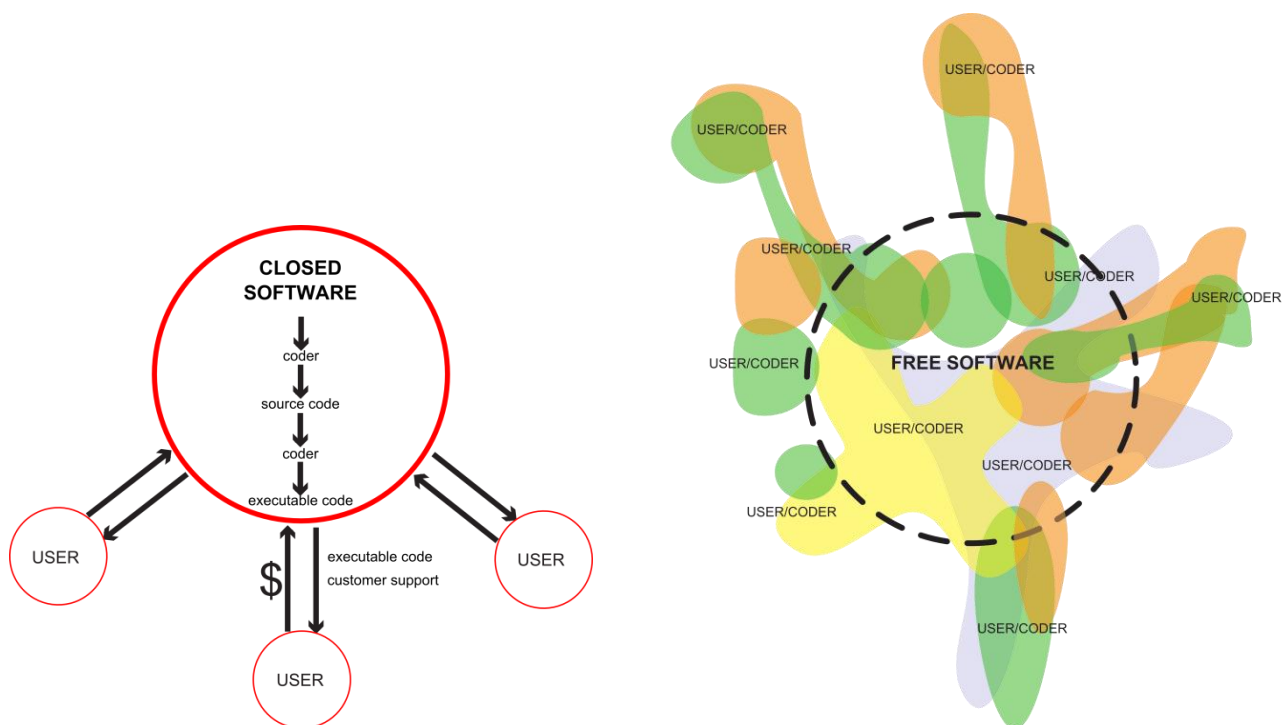 CLOSED
SOFTWARE
coder
source code
coder
executable code
USER
USER
$
executable code
customer support
USER
USER/CODER
USER/CODER
USER/CODER
USER/CODER
USER/CODER
USER/CODER
FREE SOFTWARE
USER/CODER
USER/CODER
USER/CODER
USER/CODER